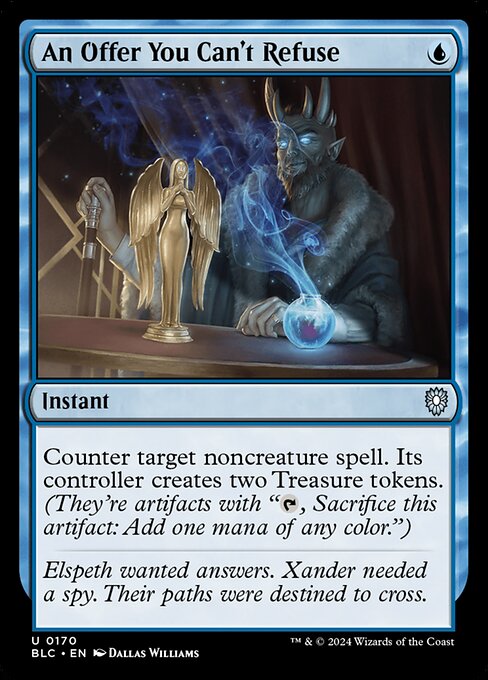 An Offer You Can't Refuse
Instant
Counter target noncreature spell. Its
controller creates two Treasure tokens.
(They're artifacts with “, Sacrifice this
artifact: Add one mana of any color.”)
Elspeth wanted answers. Xander needed
a spy. Their paths were destined to cross.
U 0170
BLC • EN DALLAS WILLIAMS
™ & © 2024 Wizards of the Coast